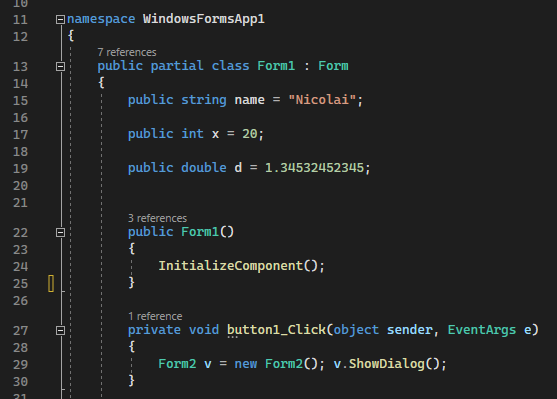 10
11 namespace WindowsFormsApp1
12 {
7 references
13 public partial class Form1 : Form
14 {
15 public string name = "Nicolai";
16
17 public int x = 20;
18
19 public double d = 1.34532452345;
20
21
3 references
22 public Form1()
23 {
24 InitializeComponent();
25 }
26
1 reference
27 private void button1_Click(object sender, EventArgs e)
28 {
29 Form2 v = new Form2(); v.ShowDialog();
30 }
31